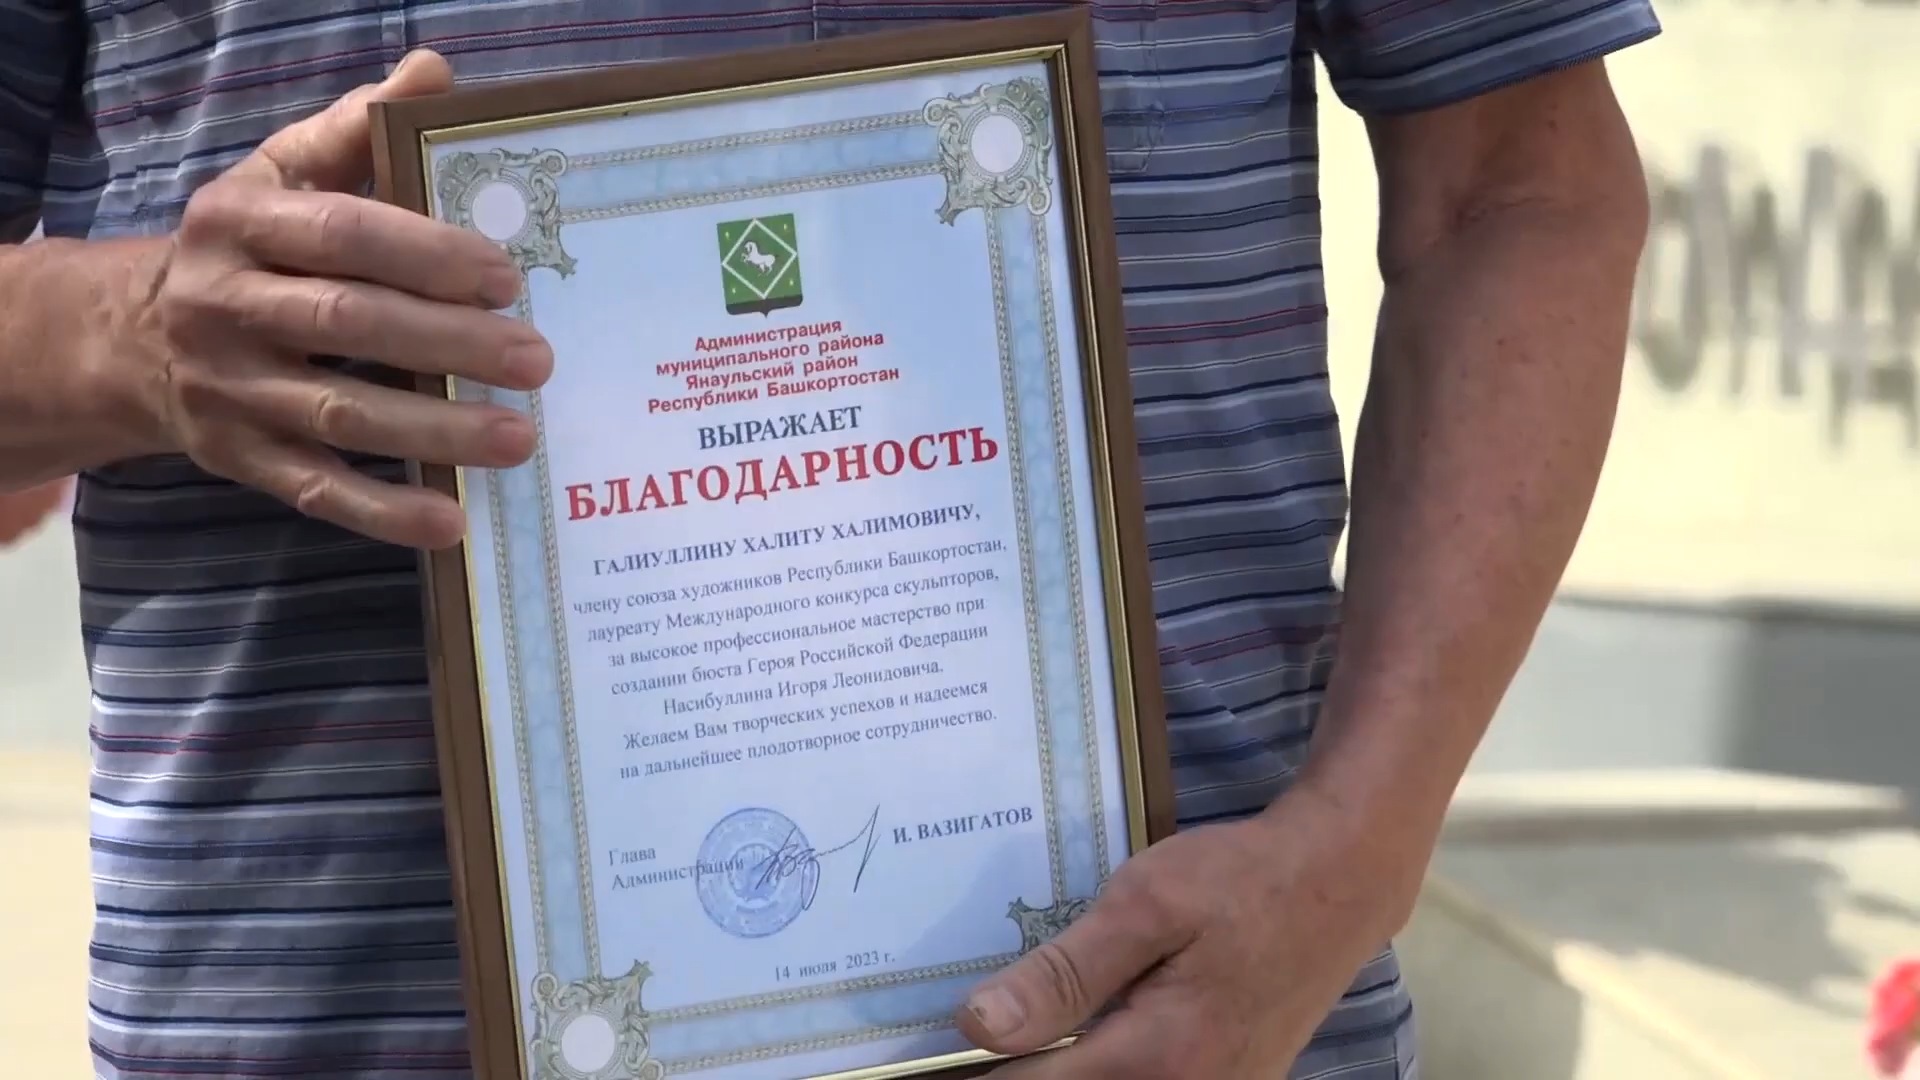 Администрация
муниципального района
Янаульский район
Республики Башкортостан
ВЫРАЖАЕТ
БЛАГОДАРНОСТЬ
ГАЛИУЛЛИНУ ХАЛИТУ ХАЛИМОВИЧУ,
члену союза художников Республики Башкортостан,
лауреату Международного конкурса скульпторов,
за высокое профессиональное мастерство при
создании бюста Героя Российской Федерации
Насибуллина Игоря Леонидовича.
Желаем Вам творческих успехов и надеемся
на дальнейшее плодотворное сотрудничество.
Глава
Администрации
И. ВАЗИГАТОВ
14 июля 2023 г.